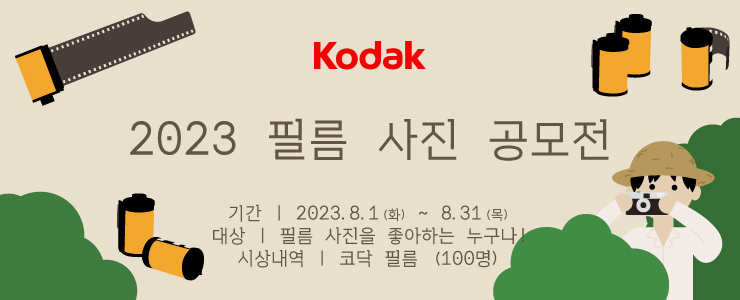 Kodak
2023 필름 사진 공모전
기간 | 2023.8.1(화) ~ 8.31(목)
대상 | 필름 사진을 좋아하는 누구나!
시상내역 | 코닥 필름 (100명)